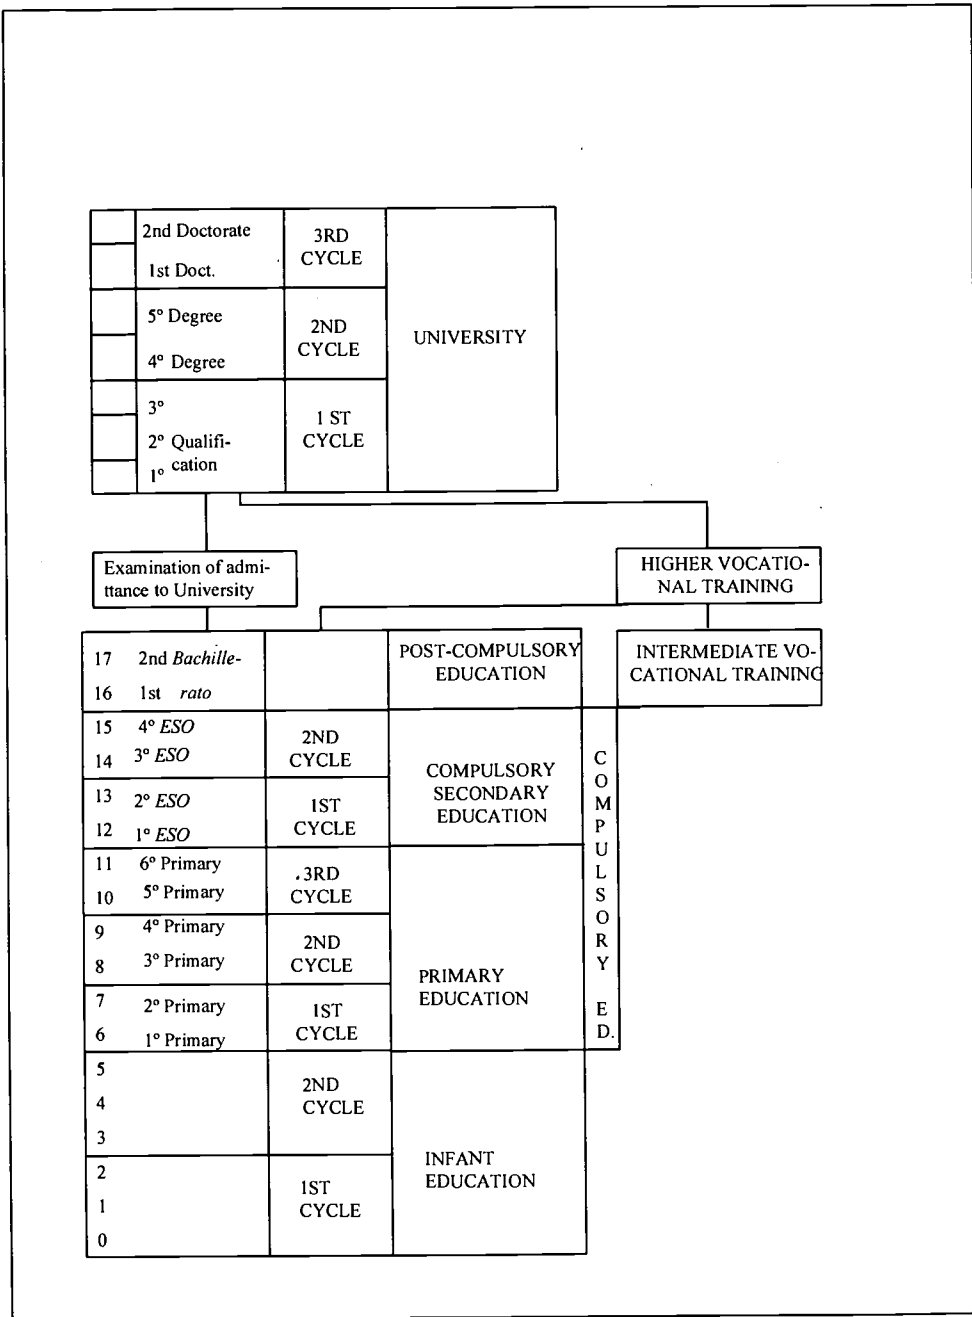 2nd Doctorate
1st Doct.
3RD
CYCLE
5° Degree
4° Degree
2ND
CYCLE
UNIVERSITY
3°
2° Qualifi-
1° cation
1 ST
CYCLE
Examination of admi-
ttance to University
HIGHER VOCATIO-
NAL TRAINING
17 2nd Bachille-
16 1st rato
POST-COMPULSORY
EDUCATION
INTERMEDIATE VO-
CATIONAL TRAINING
15 4° ESO
14 3° ESO
2ND
CYCLE
13 2° ESO
12 1° ESO
1ST
CYCLE
COMPULSORY
SECONDARY
EDUCATION
11 6° Primary
10 5° Primary
3RD
CYCLE
9 4° Primary
8 3° Primary
2ND
CYCLE
7 2° Primary
6 1° Primary
1ST
CYCLE
PRIMARY
EDUCATION
COMPULSORY ED.
5
4
3
2ND
CYCLE
2
1
0
1ST
CYCLE
INFANT
EDUCATION